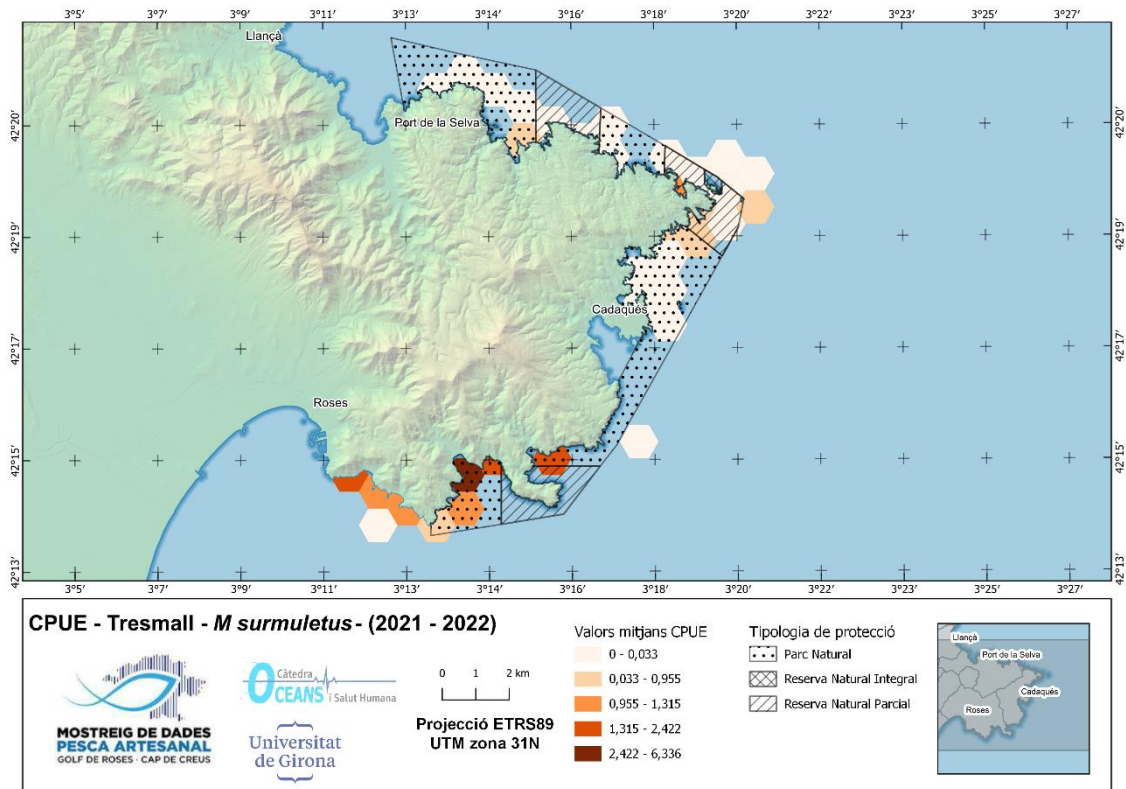 3°5' 3°7' 3°9' 3°11' 3°13' 3°14' 3°16' 3°18' 3°20' 3°22' 3°24' 3°25' 3°27'
Llançà
42°20' Port de la Selva 42°20'
42°19' 42°19'
Cadaqués
42°17' 42°17'
Roses
42°15' 42°15'
42°13' 42°13'
3°5' 3°7' 3°9' 3°11' 3°13' 3°14' 3°16' 3°18' 3°20' 3°22' 3°24' 3°25' 3°27'
CPUE - Tresmall - M surmuletus - (2021 - 2022)
MOSTREIG DE DADES
PESCA ARTESANAL
GOLF DE ROSES · CAP DE CREUS
Càtedra
OCEANS i Salut Humana
Universitat
de Girona
0 1 2 km
Projecció ETRS89
UTM zona 31N
Valors mitjans CPUE
0 - 0,033
0,033 - 0,955
0,955 - 1,315
1,315 - 2,422
2,422 - 6,336
Tipologia de protecció
Parc Natural
Reserva Natural Integral
Reserva Natural Parcial
Llançà
Port de la Selva
Cadaqués
Roses